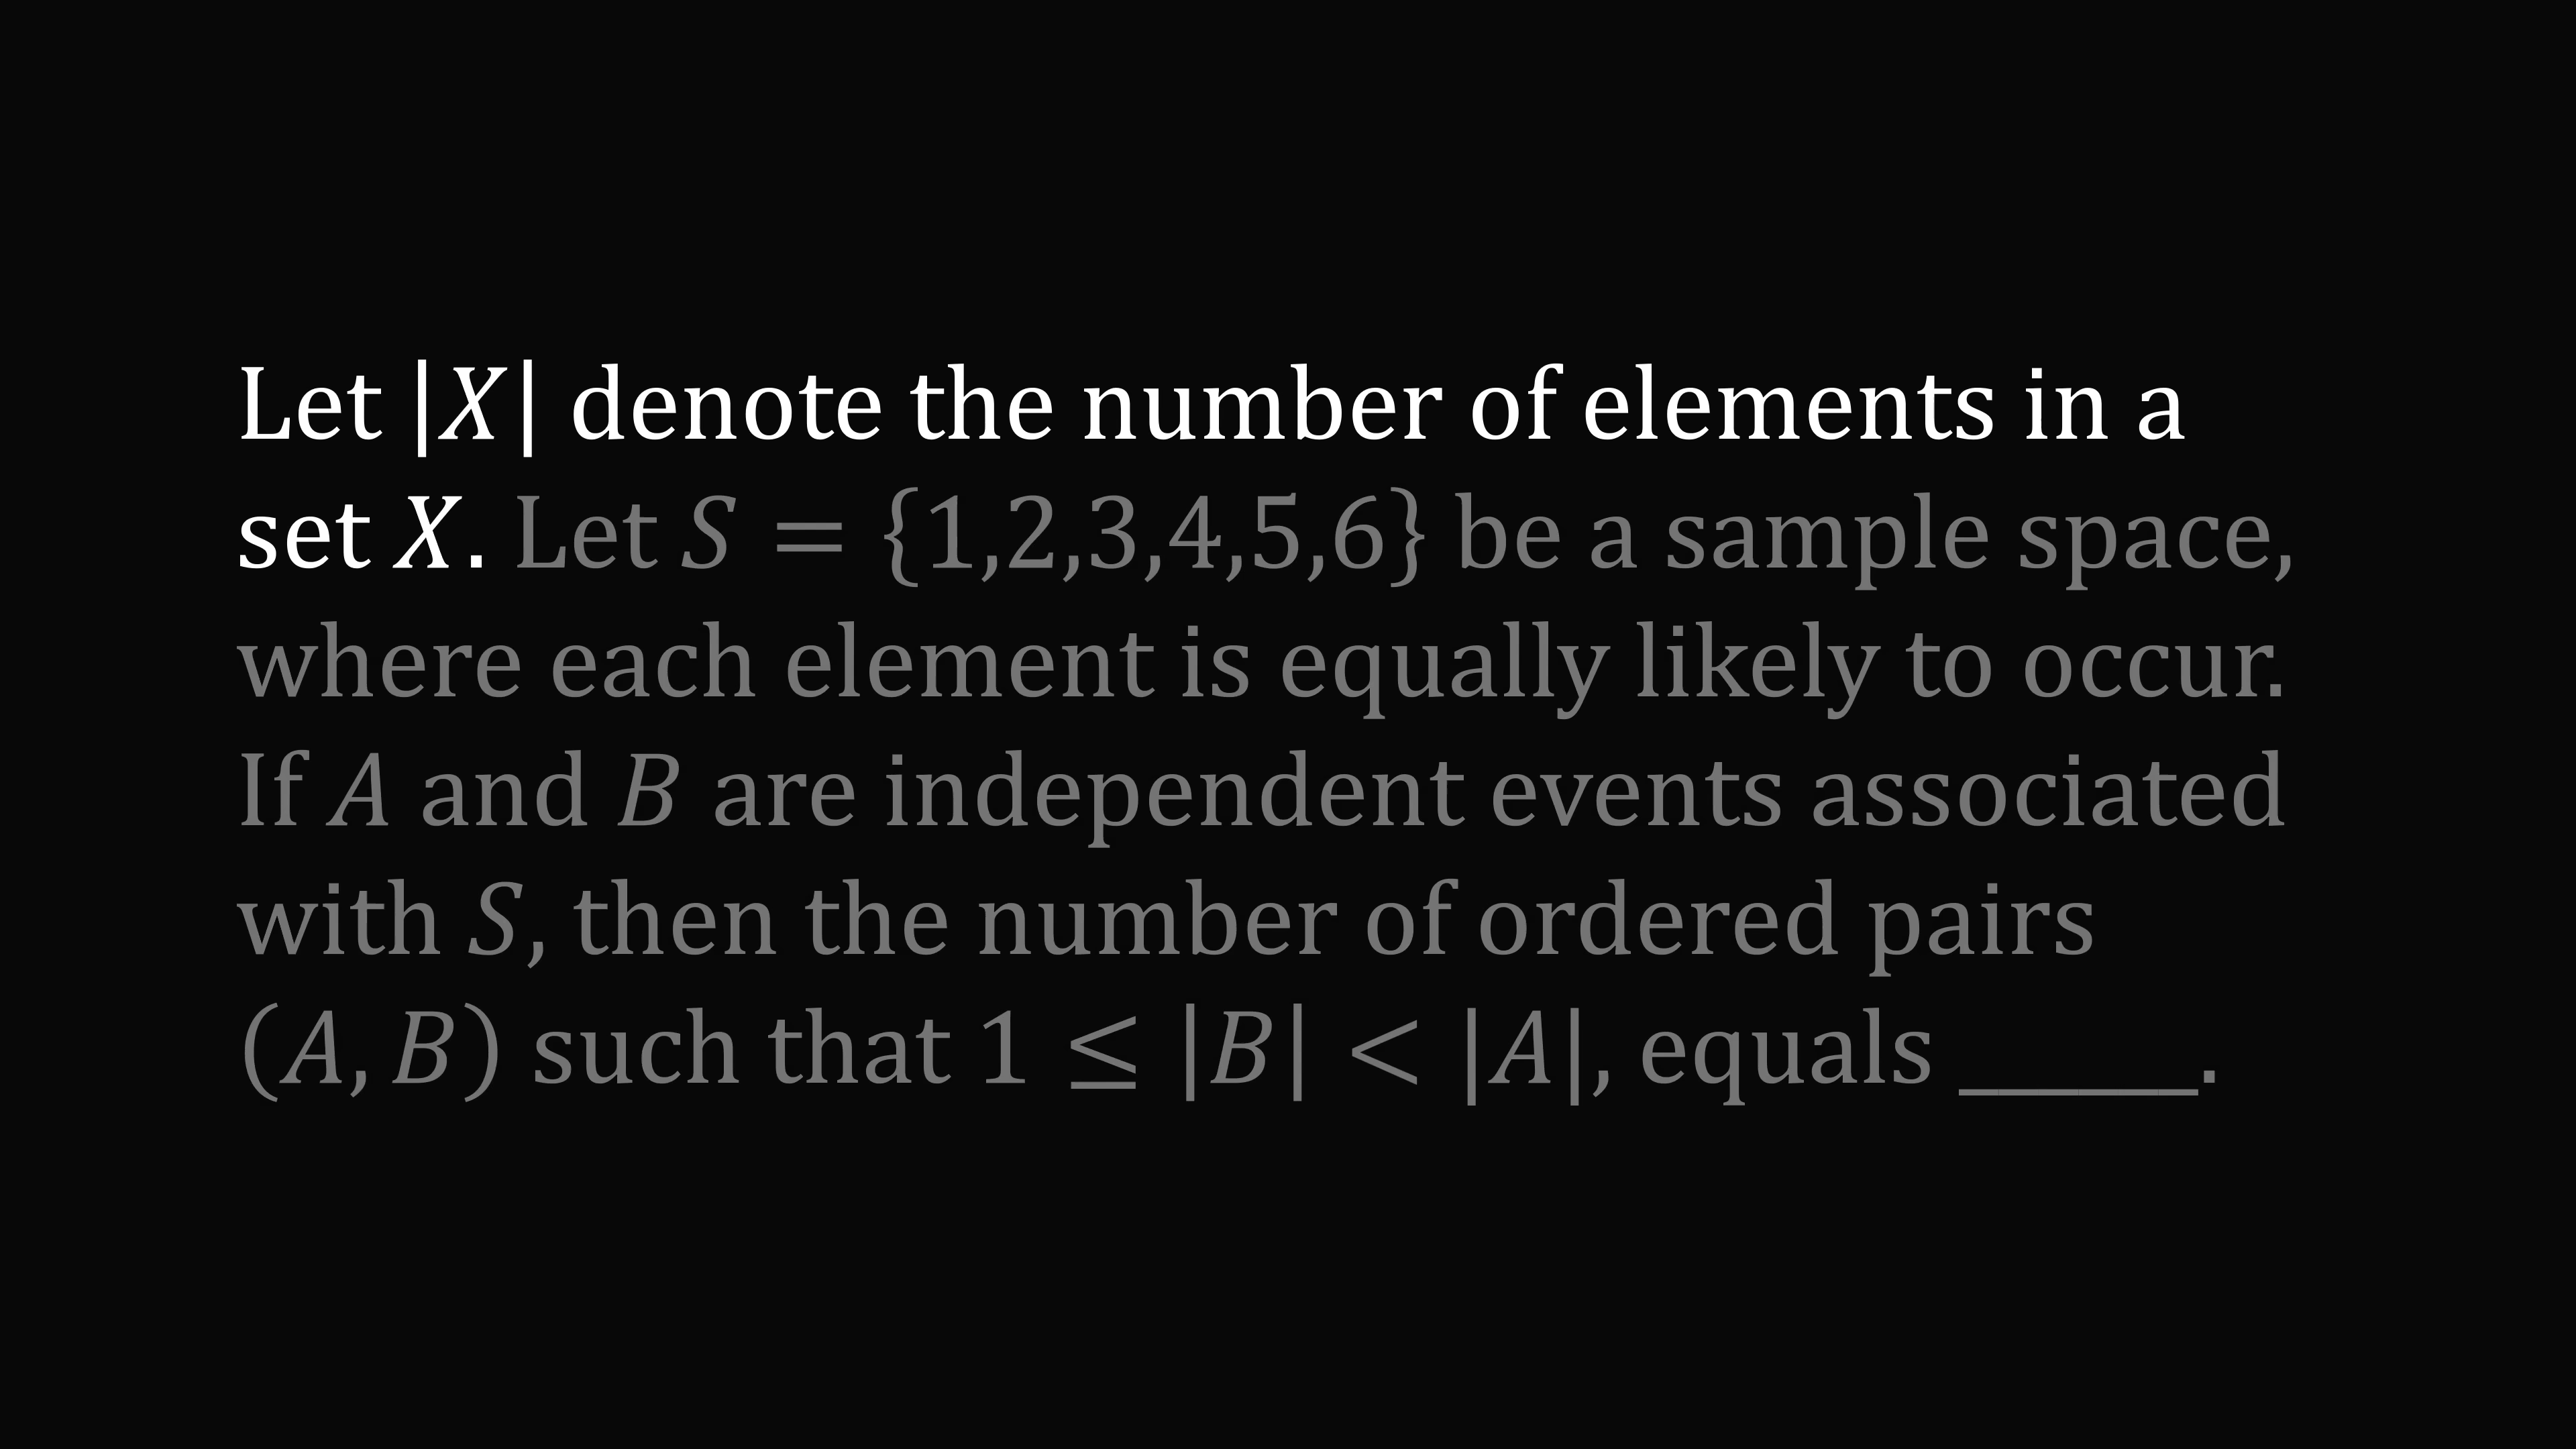 Let |X| denote the number of elements in a
set X. Let S = {1,2,3,4,5,6} be a sample space,
where each element is equally likely to occur.
If A and B are independent events associated
with S, then the number of ordered pairs
(A, B) such that 1 ≤ |B| < |A|, equals ______.